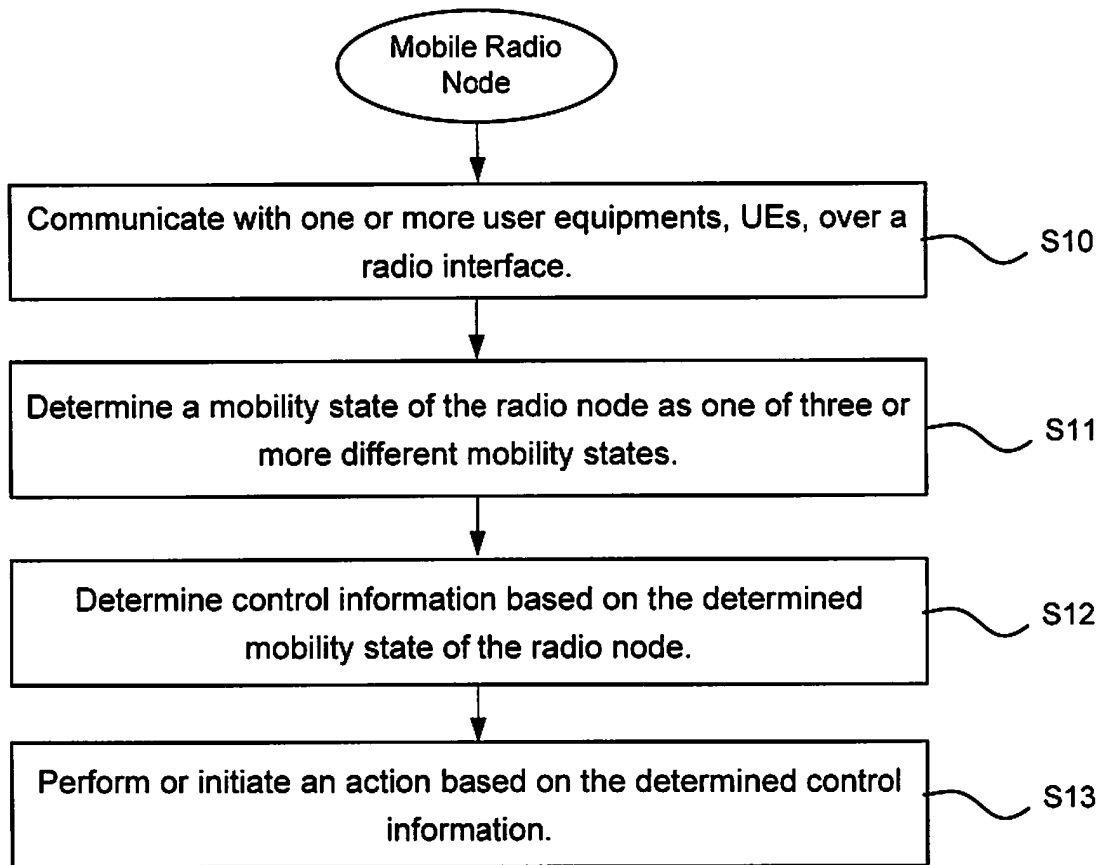 Mobile Radio
Node
Communicate with one or more user equipments, UEs, over a
radio interface.
S10
Determine a mobility state of the radio node as one of three or
more different mobility states.
S11
Determine control information based on the determined
mobility state of the radio node.
S12
Perform or initiate an action based on the determined control
information.
S13